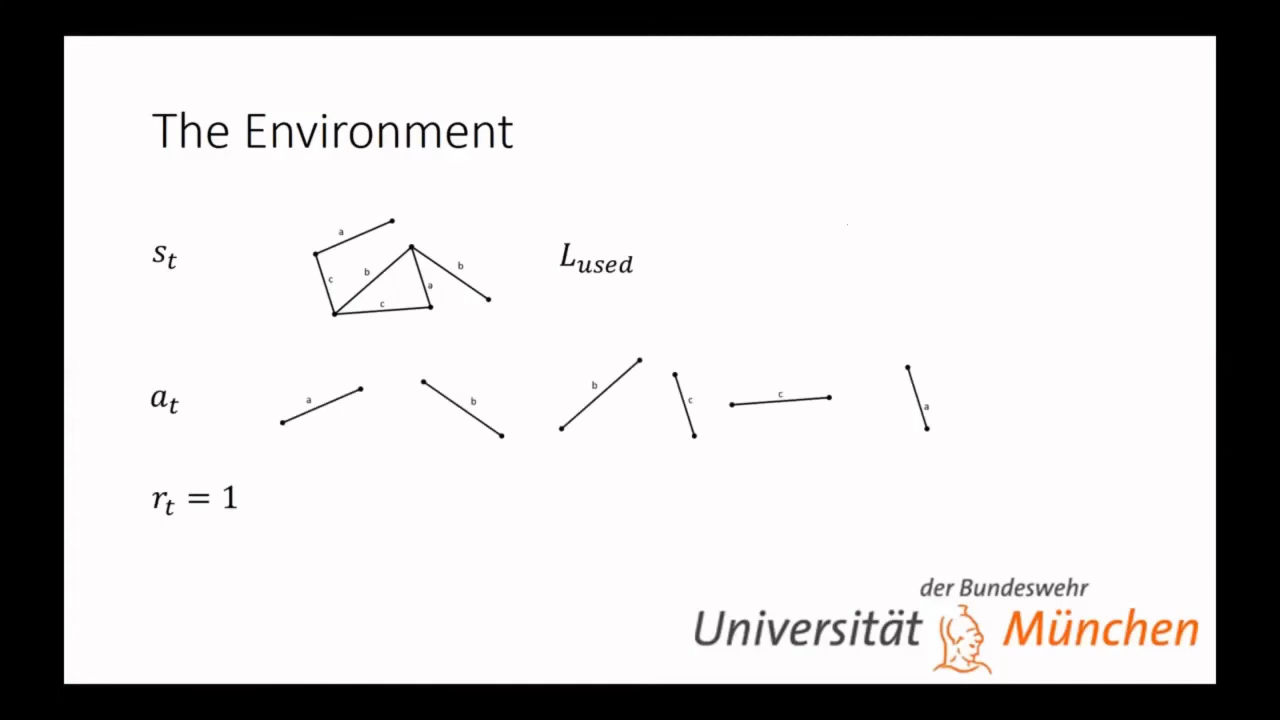 The Environment
s_t
a
c
b
c
a
b
L_used
a_t
a
b
b
c
c
a
r_t = 1
der Bundeswehr
Universität München